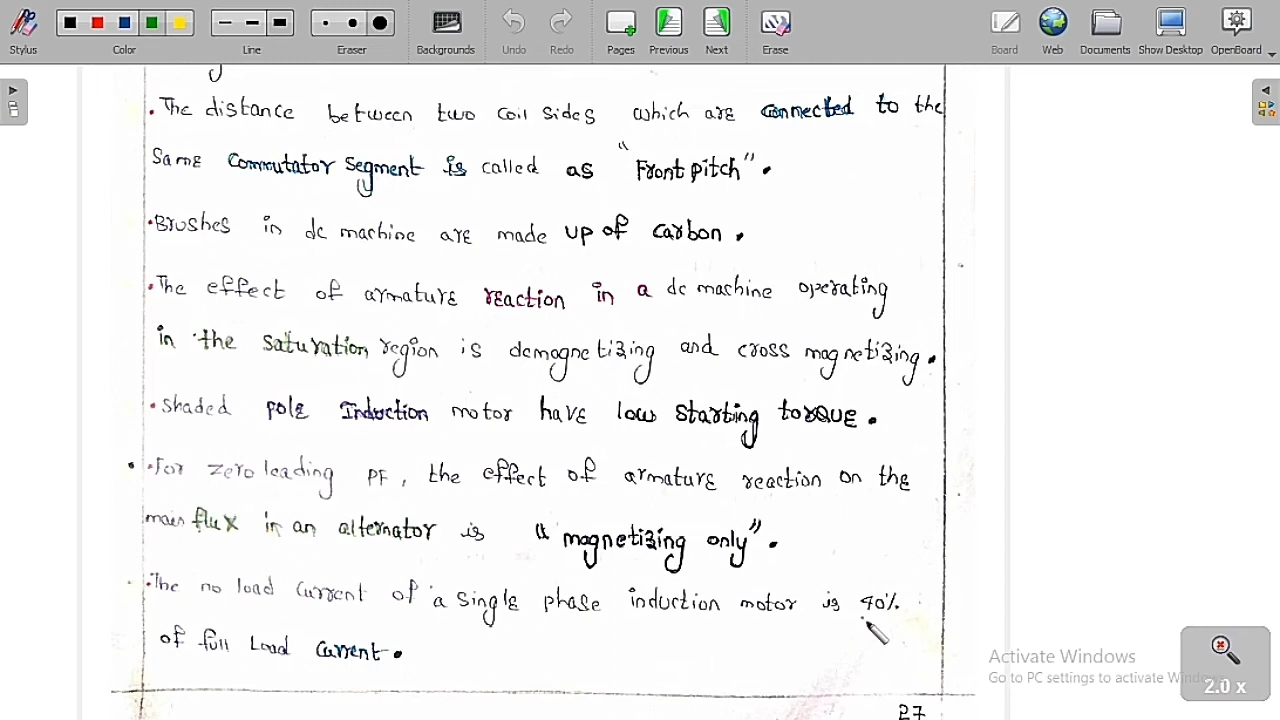 Stylus
Color
Line
Eraser
Backgrounds
Undo
Redo
Pages
Previous
Next
Erase
Board
Web
Documents
Show Desktop
OpenBoard
• The distance between two coil sides which are connected to the
Same Commutator segment is called as "Front pitch".
• Brushes in dc machine are made up of carbon.
• The effect of armature reaction in a dc machine operating
in the saturation region is demagnetizing and cross magnetizing.
• Shaded pole Induction motor have low starting torque.
• For zero leading PF, the effect of armature reaction on the
main flux in an alternator is "magnetizing only".
• The no load current of a single phase induction motor is 40%
of full Load current.
27
Activate Windows
Go to PC settings to activate Windows.
2.0 x